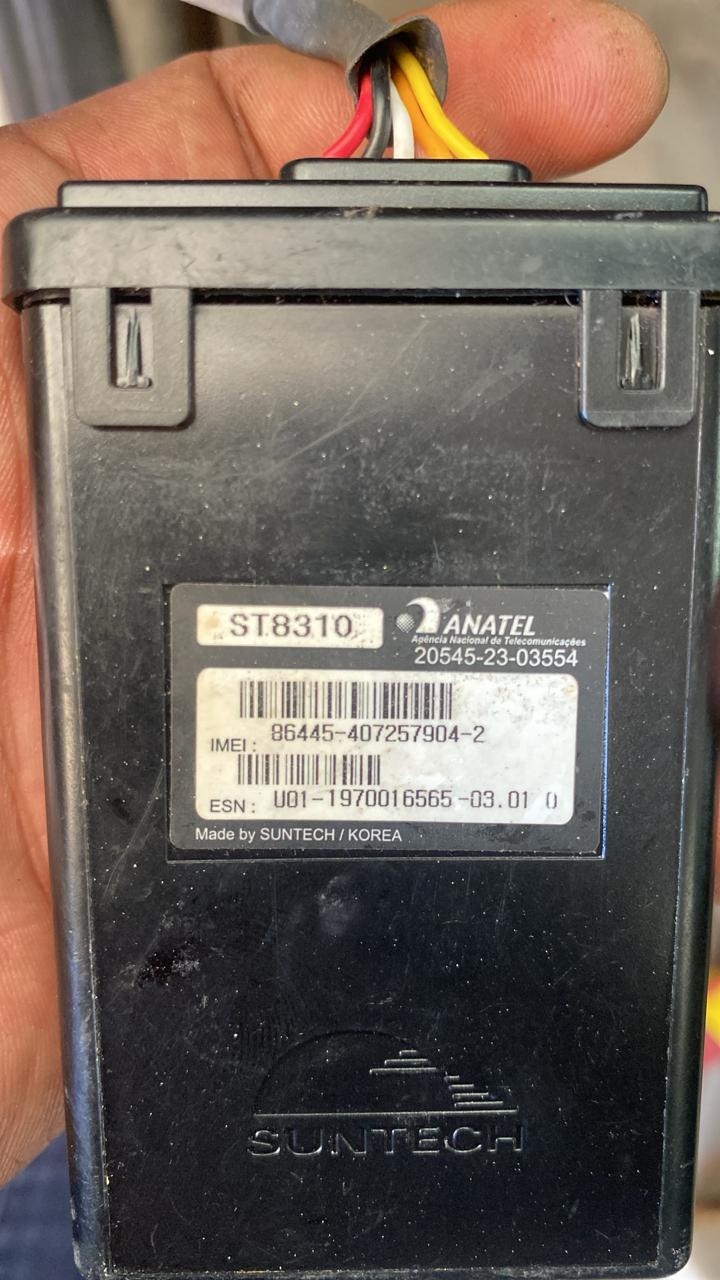 ST8310
ANATEL
Agência Nacional de Telecomunicações
20545-23-03554
IMEI : 86445-407257904-2
ESN : U01-1970016565-03.01 0
Made by SUNTECH / KOREA
SUNTECH